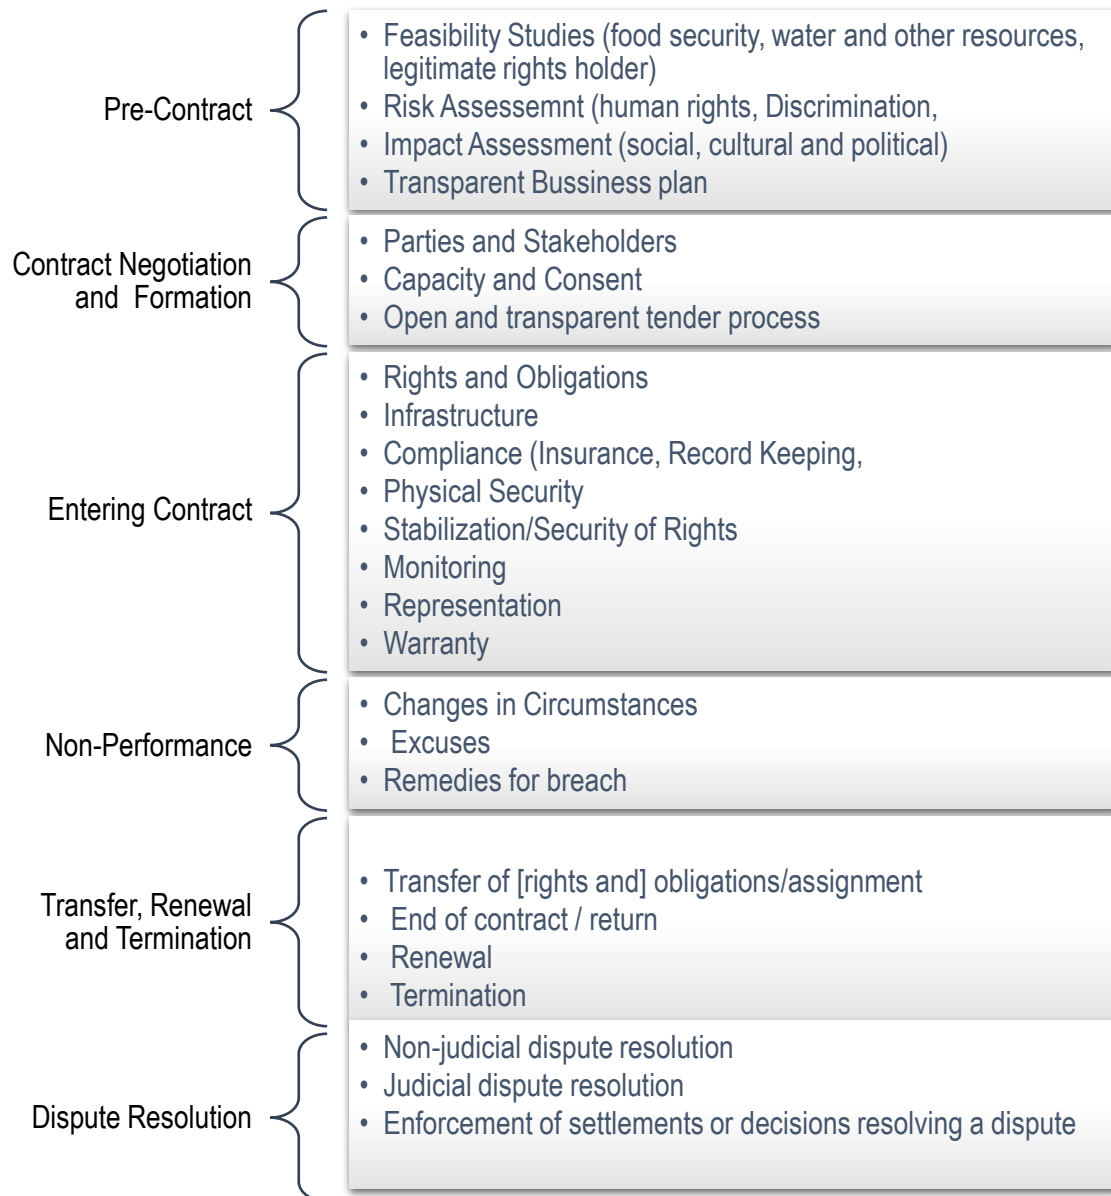 Pre-Contract
• Feasibility Studies (food security, water and other resources,
legitimate rights holder)
• Risk Assessemnt (human rights, Discrimination,
• Impact Assessment (social, cultural and political)
• Transparent Bussiness plan
Contract Negotiation
and Formation
• Parties and Stakeholders
• Capacity and Consent
• Open and transparent tender process
Entering Contract
• Rights and Obligations
• Infrastructure
• Compliance (Insurance, Record Keeping,
• Physical Security
• Stabilization/Security of Rights
• Monitoring
• Representation
• Warranty
Non-Performance
• Changes in Circumstances
• Excuses
• Remedies for breach
Transfer, Renewal
and Termination
• Transfer of [rights and] obligations/assignment
• End of contract / return
• Renewal
• Termination
Dispute Resolution
• Non-judicial dispute resolution
• Judicial dispute resolution
• Enforcement of settlements or decisions resolving a dispute